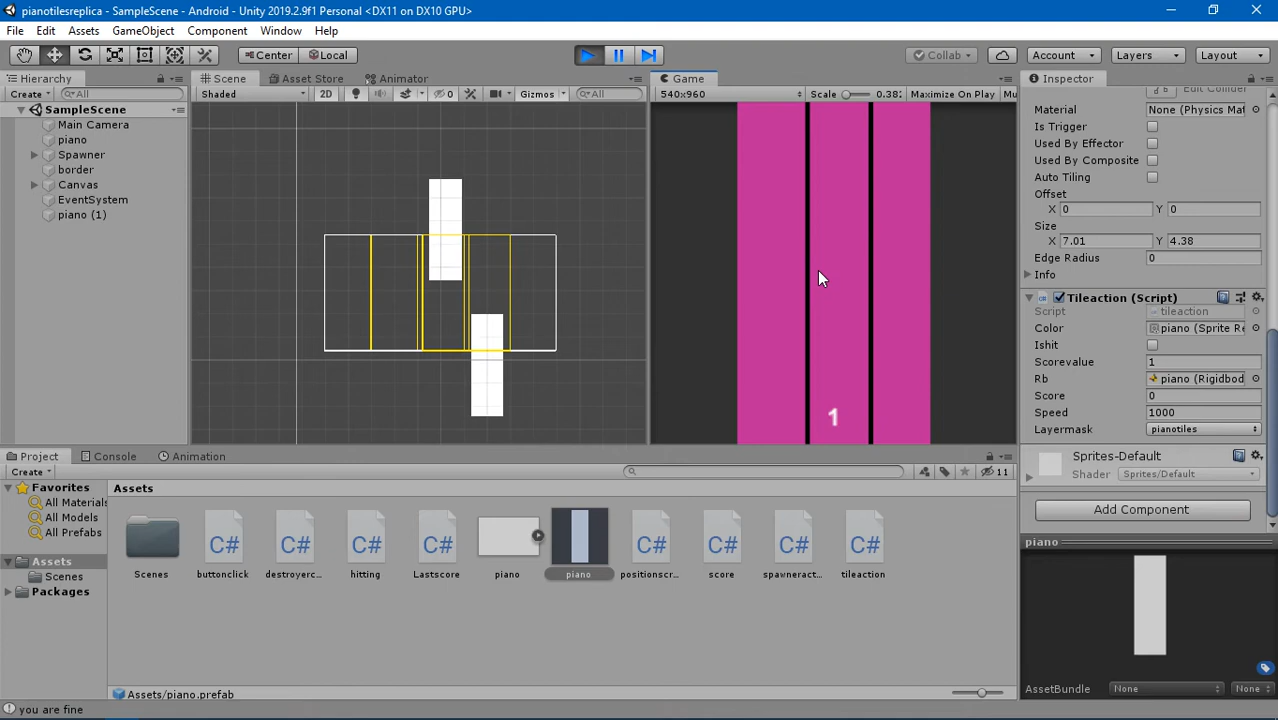 pianotilesreplica - SampleScene - Android - Unity 2019.2.9f1 Personal <DX11 on DX10 GPU>
File Edit Assets GameObject Component Window Help
Center Local Collab Account Layers Layout
Hierarchy Scene Asset Store Animator Game Inspector
Create All Shaded 2D 0 Gizmos All 540x960 Scale 0.38 Maximize On Play Mu
SampleScene
Main Camera
piano
Spawner
border
Canvas
EventSystem
piano (1)
1
Edit Collider
Material None (Physics Mat
Is Trigger
Used By Effector
Used By Composite
Auto Tiling
Offset
X 0 Y 0
Size
X 7.01 Y 4.38
Edge Radius 0
Info
Tileaction (Script)
Script tileaction
Color piano (Sprite Re
Ishit
Scorevalue 1
Rb piano (Rigidbod
Score 0
Speed 1000
Layermask pianotiles
Sprites-Default
Shader Sprites/Default
Add Component
piano
AssetBundle None None
Project Console Animation
Create 11
Favorites
All Materials
All Models
All Prefabs
Assets
Scenes
Packages
Assets
C# C# C# C# C# C# C# C#
Scenes buttonclick destroyerc... hitting Lastscore piano piano positionscr... score spawneract... tileaction
Assets/piano.prefab
you are fine